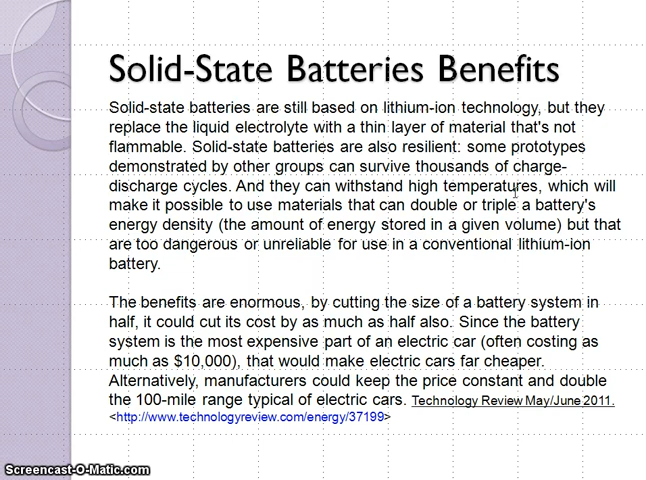 Solid-State Batteries Benefits
Solid-state batteries are still based on lithium-ion technology, but they
replace the liquid electrolyte with a thin layer of material that's not
flammable. Solid-state batteries are also resilient: some prototypes
demonstrated by other groups can survive thousands of charge-
discharge cycles. And they can withstand high temperatures, which will
make it possible to use materials that can double or triple a battery's
energy density (the amount of energy stored in a given volume) but that
are too dangerous or unreliable for use in a conventional lithium-ion
battery.
The benefits are enormous, by cutting the size of a battery system in
half, it could cut its cost by as much as half also. Since the battery
system is the most expensive part of an electric car (often costing as
much as $10,000), that would make electric cars far cheaper.
Alternatively, manufacturers could keep the price constant and double
the 100-mile range typical of electric cars. Technology Review May/June 2011.
<http://www.technologyreview.com/energy/37199>
Screencast-O-Matic.com